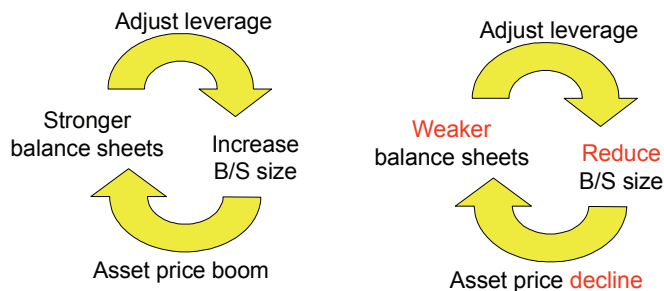 Adjust leverage
Stronger
balance sheets
Increase
B/S size
Asset price boom
Adjust leverage
Weaker
balance sheets
Reduce
B/S size
Asset price decline